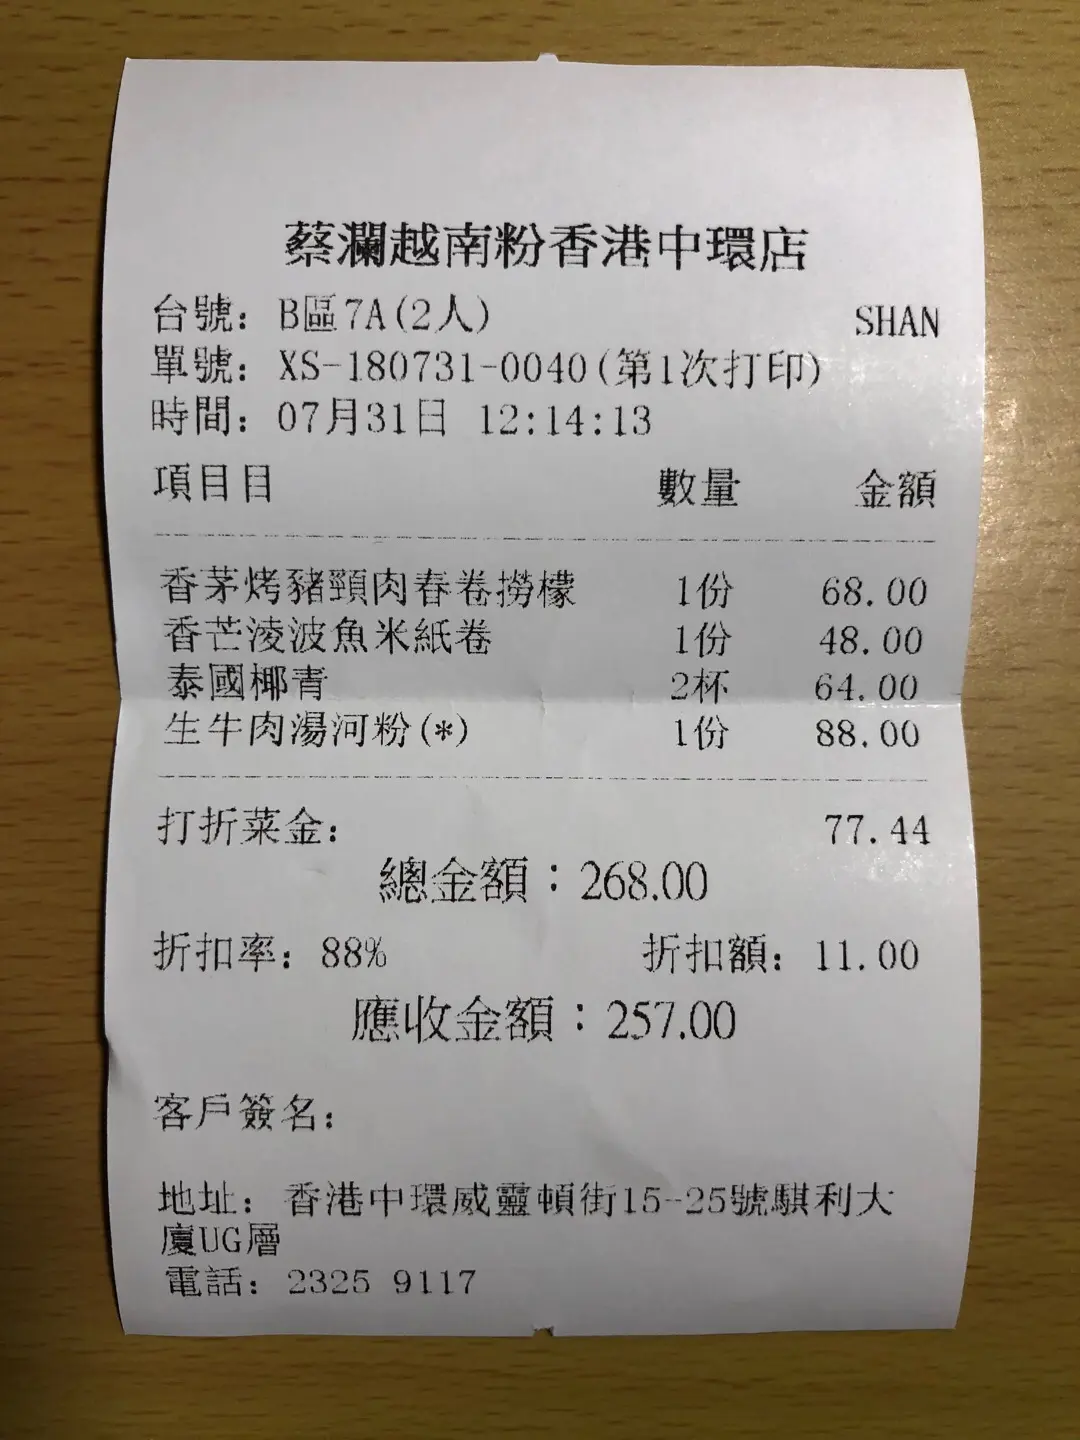 蔡瀾越南粉香港中環店
台號: B區7A(2人) SHAN
單號: XS-180731-0040(第1次打印)
時間: 07月31日 12:14:13
項目目 數量 金額
香茅烤豬頸肉春卷撈檬 1份 68.00
香芒淩波魚米紙卷 1份 48.00
泰國椰青 2杯 64.00
生牛肉湯河粉(*) 1份 88.00
打折菜金: 77.44
總金額：268.00
折扣率: 88% 折扣額: 11.00
應收金額：257.00
客戶簽名:
地址: 香港中環威靈頓街15-25號騏利大
廈UG層
電話: 2325 9117